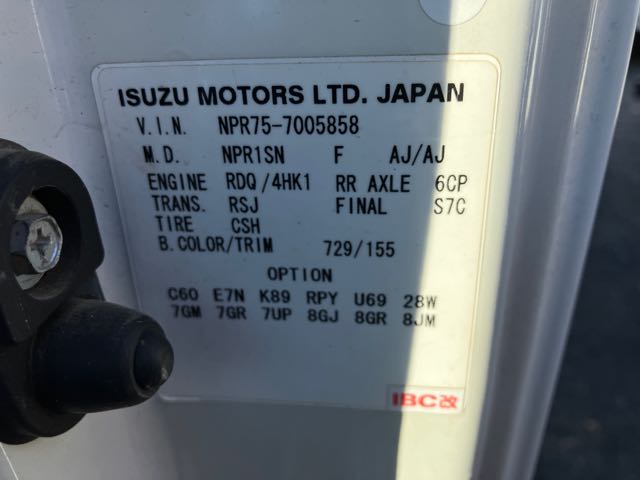 ISUZU MOTORS LTD. JAPAN
V.I.N. NPR75-7005858
M.D. NPR1SN F AJ/AJ
ENGINE RDQ/4HK1 RR AXLE 6CP
TRANS. RSJ FINAL S7C
TIRE CSH
B.COLOR/TRIM 729/155
OPTION
C60 E7N K89 RPY U69 28W
7GM 7GR 7UP 8GJ 8GR 8JM
IBC改